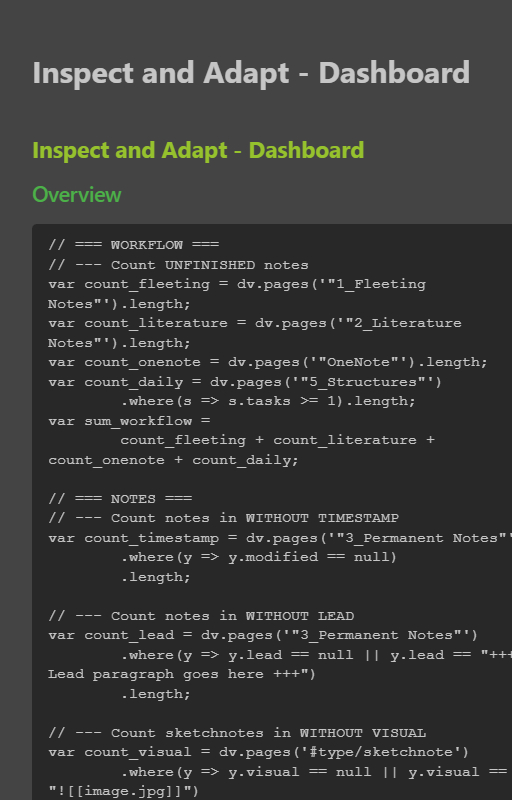 Inspect and Adapt - Dashboard
Inspect and Adapt - Dashboard
Overview
// === WORKFLOW ===
// --- Count UNFINISHED notes
var count_fleeting = dv.pages('"1_Fleeting
Notes"').length;
var count_literature = dv.pages('"2_Literature
Notes"').length;
var count_onenote = dv.pages('"OneNote"').length;
var count_daily = dv.pages('"5_Structures"')
        .where(s => s.tasks >= 1).length;
var sum_workflow =
        count_fleeting + count_literature +
count_onenote + count_daily;

// === NOTES ===
// --- Count notes in WITHOUT TIMESTAMP
var count_timestamp = dv.pages('"3_Permanent Notes"'
        .where(y => y.modified == null)
        .length;

// --- Count notes in WITHOUT LEAD
var count_lead = dv.pages('"3_Permanent Notes"')
        .where(y => y.lead == null || y.lead == "+++
Lead paragraph goes here +++")
        .length;

// --- Count sketchnotes in WITHOUT VISUAL
var count_visual = dv.pages('#type/sketchnote')
        .where(y => y.visual == null || y.visual ==
"![[image.jpg]]")